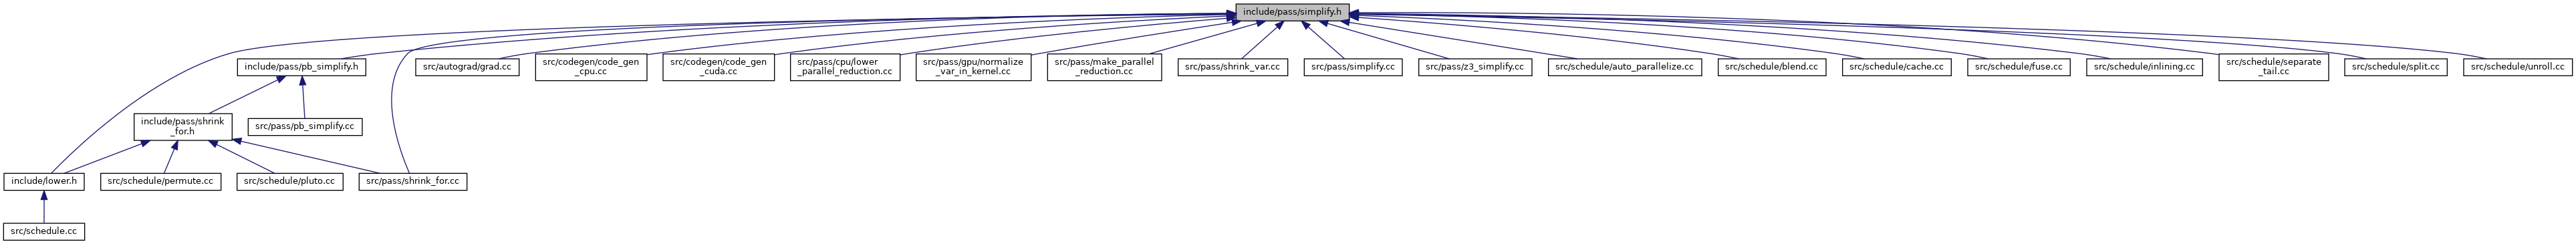 include/pass/simplify.h
include/pass/pb_simplify.h
src/autograd/grad.cc
src/codegen/code_gen
_cpu.cc
src/codegen/code_gen
_cuda.cc
src/pass/cpu/lower
_parallel_reduction.cc
src/pass/gpu/normalize
_var_in_kernel.cc
src/pass/make_parallel
_reduction.cc
src/pass/shrink_var.cc
src/pass/simplify.cc
src/pass/z3_simplify.cc
src/schedule/auto_parallelize.cc
src/schedule/blend.cc
src/schedule/cache.cc
src/schedule/fuse.cc
src/schedule/inlining.cc
src/schedule/separate
_tail.cc
src/schedule/split.cc
src/schedule/unroll.cc
include/pass/shrink
_for.h
src/pass/pb_simplify.cc
include/lower.h
src/schedule/permute.cc
src/schedule/pluto.cc
src/pass/shrink_for.cc
src/schedule.cc